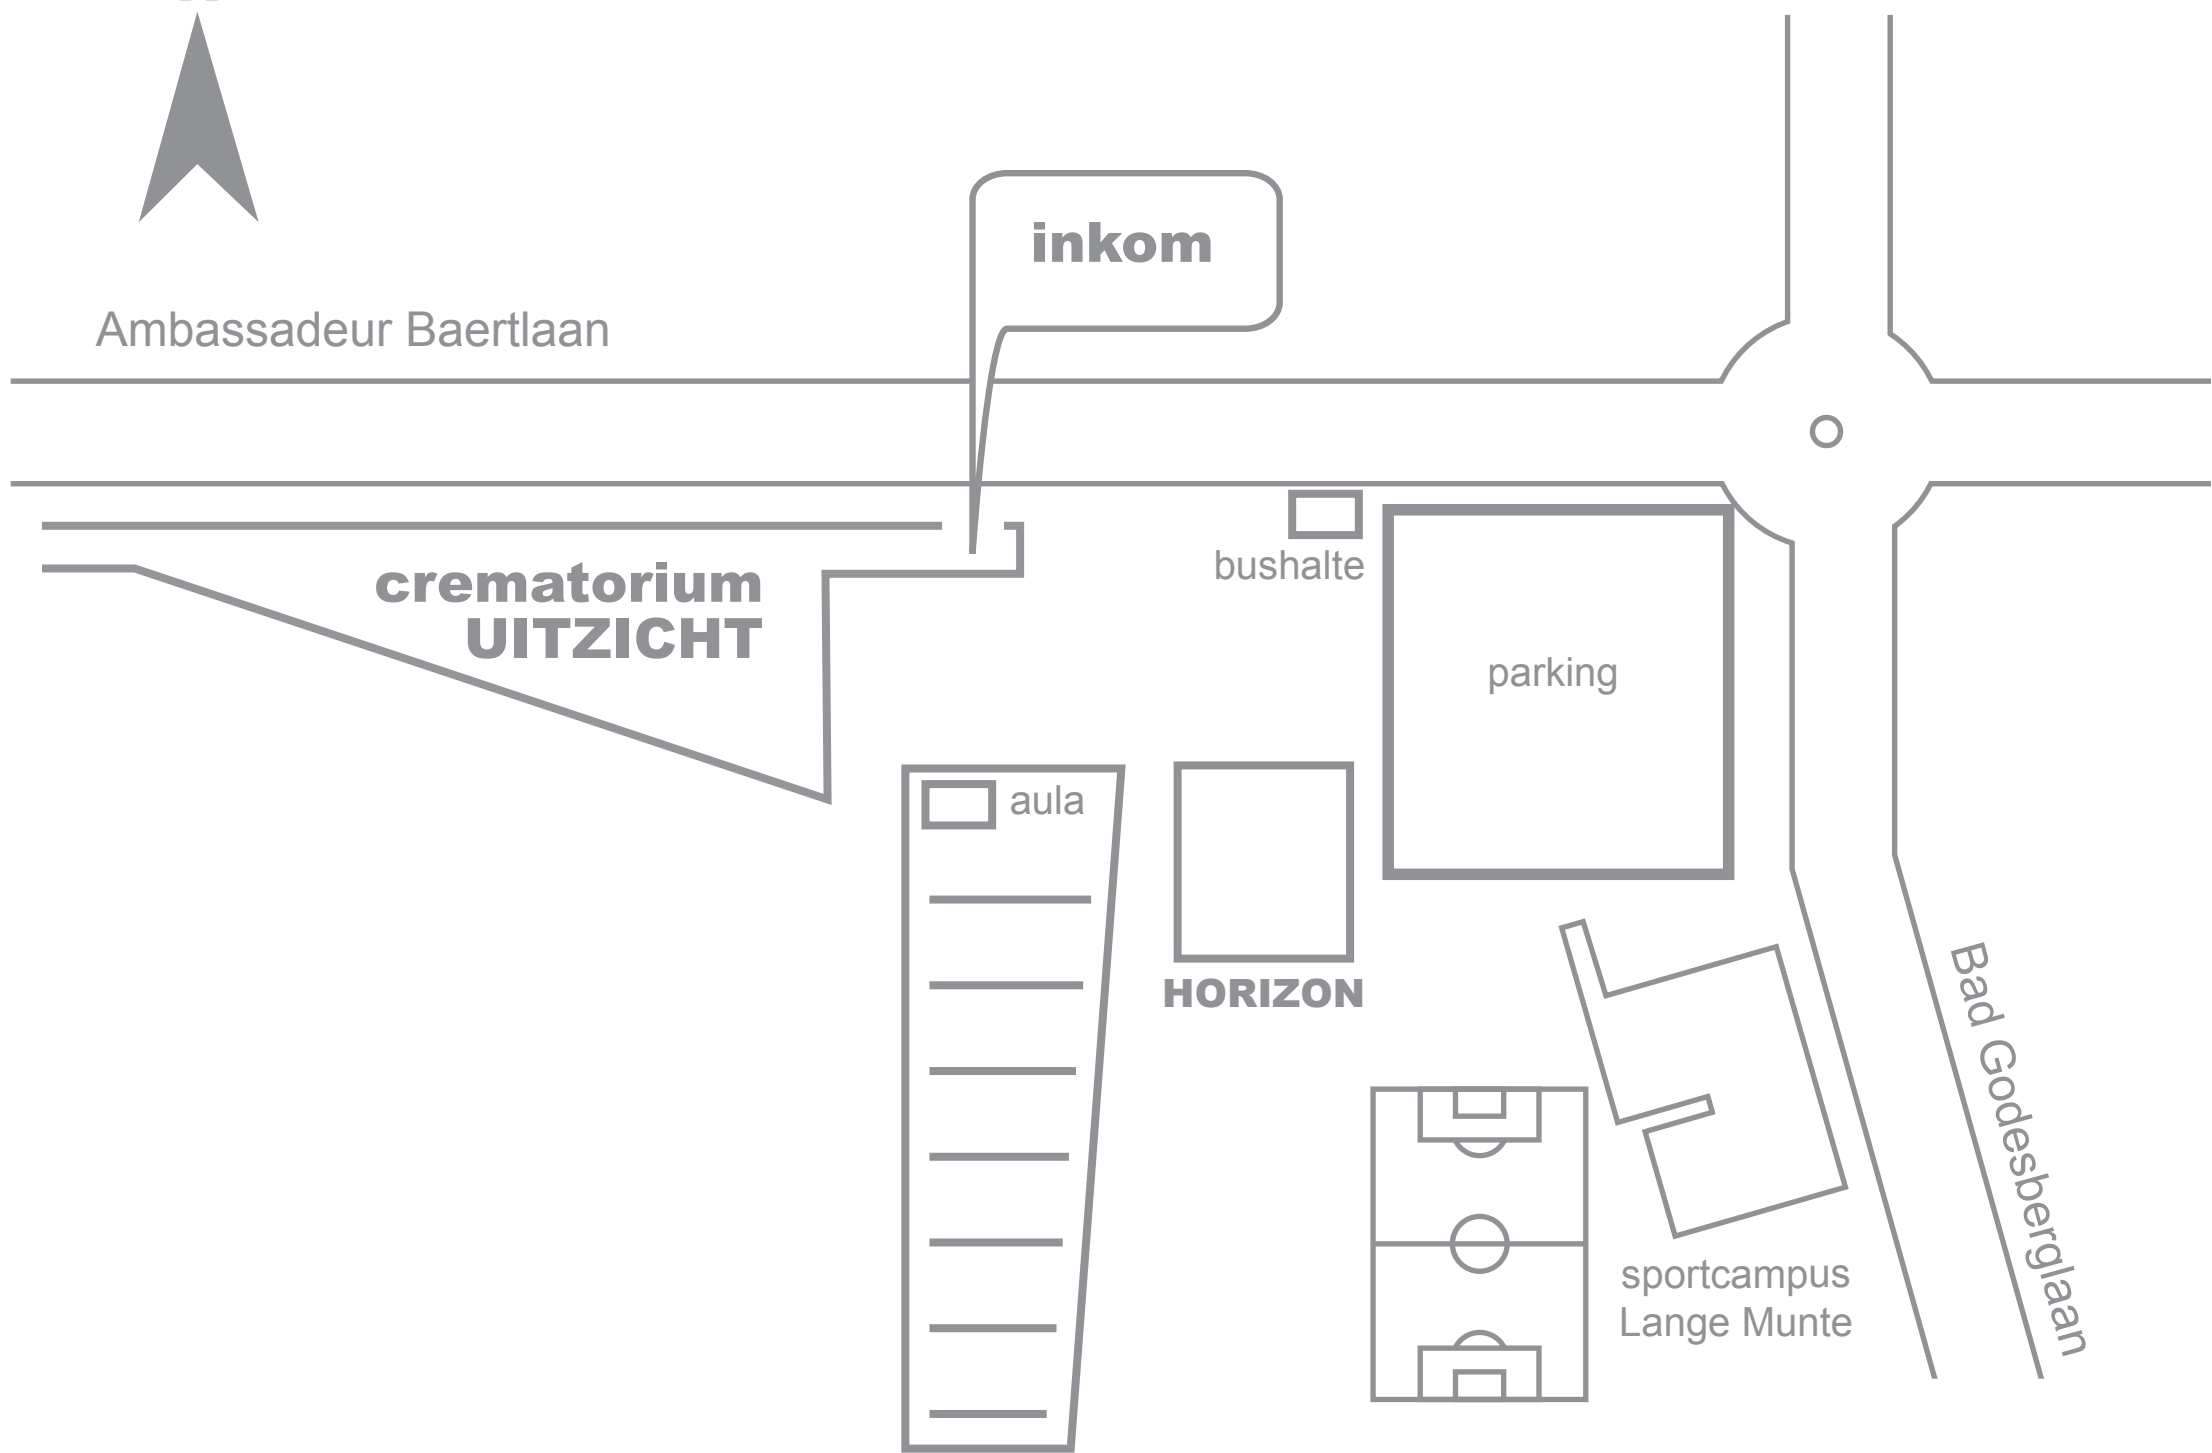 inkom
Ambassadeur Baertlaan
bushalte
crematorium
UITZICHT
parking
aula
HORIZON
Bad Godesberglaan
sportcampus
Lange Munte